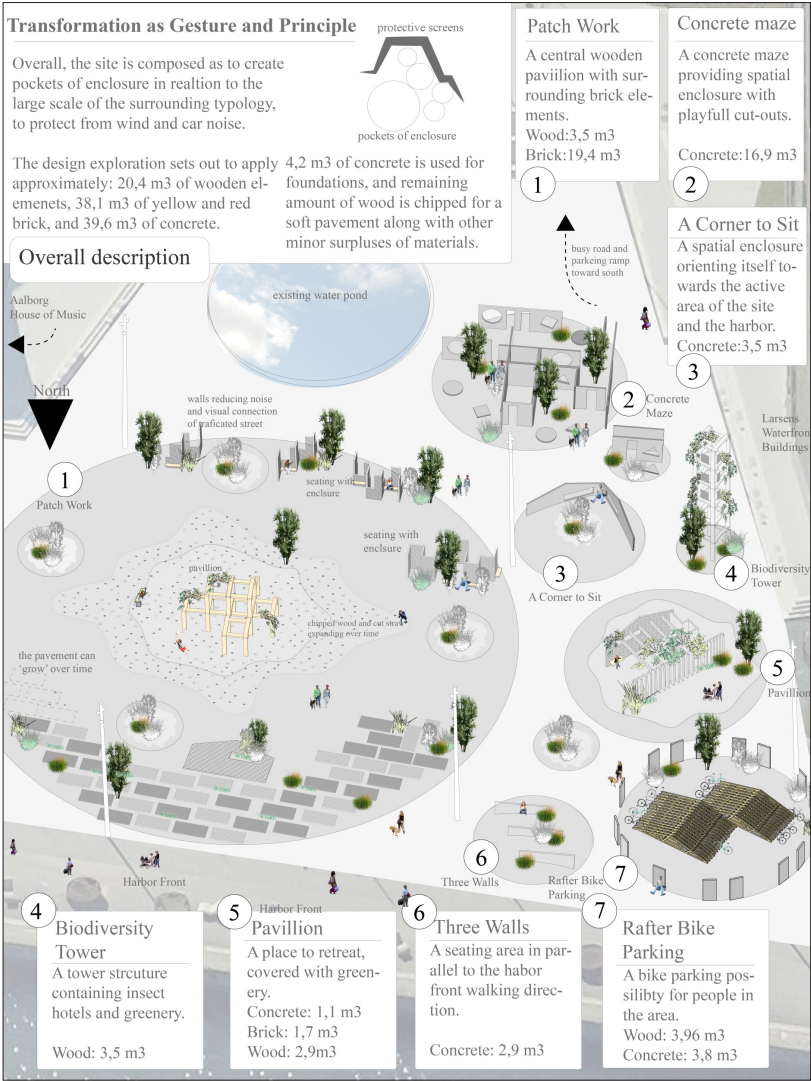 Transformation as Gesture and Principle
Overall, the site is composed as to create
pockets of enclosure in realtion to the
large scale of the surrounding typology,
to protect from wind and car noise.
The design exploration sets out to apply
approximately: 20,4 m3 of wooden el-
emenets, 38,1 m3 of yellow and red
brick, and 39,6 m3 of concrete.
protective screens
pockets of enclosure
4,2 m3 of concrete is used for
foundations, and remaining
amount of wood is chipped for a
soft pavement along with other
minor surpluses of materials.
Overall description
Patch Work
A central wooden
paviilion with sur-
rounding brick ele-
ments.
Wood:3,5 m3
Brick:19,4 m3
1
Concrete maze
A concrete maze
providing spatial
enclosure with
playfull cut-outs.
Concrete:16,9 m3
2
A Corner to Sit
A spatial enclosure
orienting itself to-
wards the active
area of the site
and the harbor.
Concrete:3,5 m3
3
busy road and
parkeing ramp
toward south
existing water pond
Aalborg
House of Music
North
walls reducing noise
and visual connection
of traficated street
1
Patch Work
seating with
enclsure
seating with
enclsure
2
Concrete
Maze
Larsens
Waterfron
Buildings
3
A Corner to Sit
4
Biodiversity
Tower
pavillion
chipped wood and cut straw
expanding over time
the pavement can
'grow' over time
5
Pavillion
6
Three Walls
7
Rafter Bike
Parking
Harbor Front
Harbor Front
4
Biodiversity
Tower
A tower strcuture
containing insect
hotels and greenery.
Wood: 3,5 m3
5
Pavillion
A place to retreat,
covered with green-
ery.
Concrete: 1,1 m3
Brick: 1,7 m3
Wood: 2,9m3
6
Three Walls
A seating area in par-
allel to the habor
front walking direc-
tion.
Concrete: 2,9 m3
7
Rafter Bike
Parking
A bike parking pos-
silibty for people in
the area.
Wood: 3,96 m3
Concrete: 3,8 m3